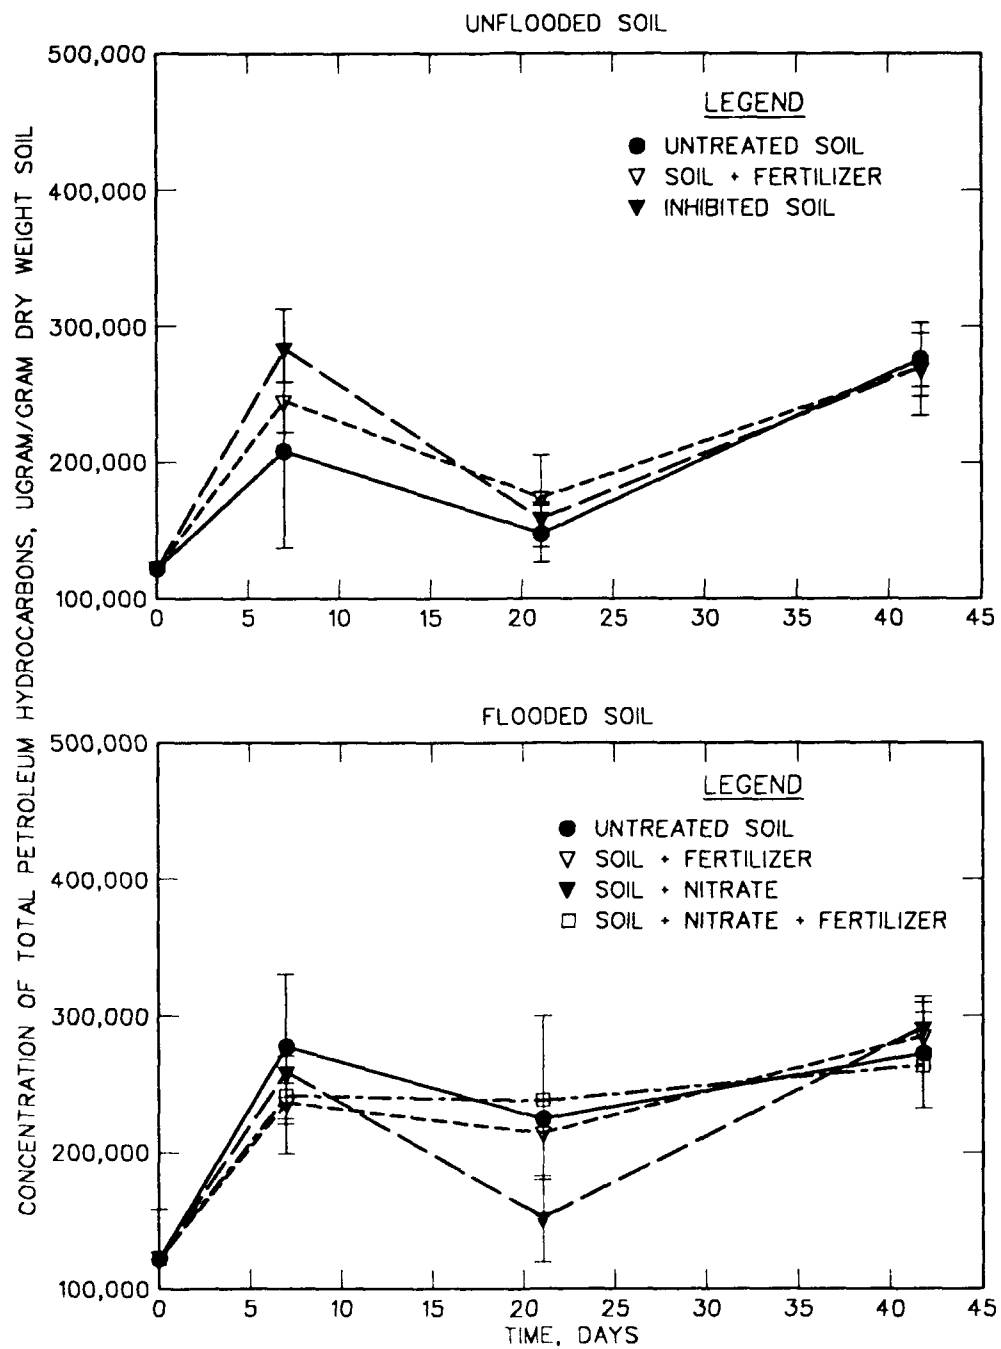 UNFLOODED SOIL
500,000
400,000
300,000
200,000
100,000
LEGEND
UNTREATED SOIL
SOIL + FERTILIZER
INHIBITED SOIL
0 5 10 15 20 25 30 35 40 45
CONCENTRATION OF TOTAL PETROLEUM HYDROCARBONS, UGRAM/GRAM DRY WEIGHT SOIL
FLOODED SOIL
500,000
400,000
300,000
200,000
100,000
LEGEND
UNTREATED SOIL
SOIL + FERTILIZER
SOIL + NITRATE
SOIL + NITRATE + FERTILIZER
0 5 10 15 20 25 30 35 40 45
TIME, DAYS